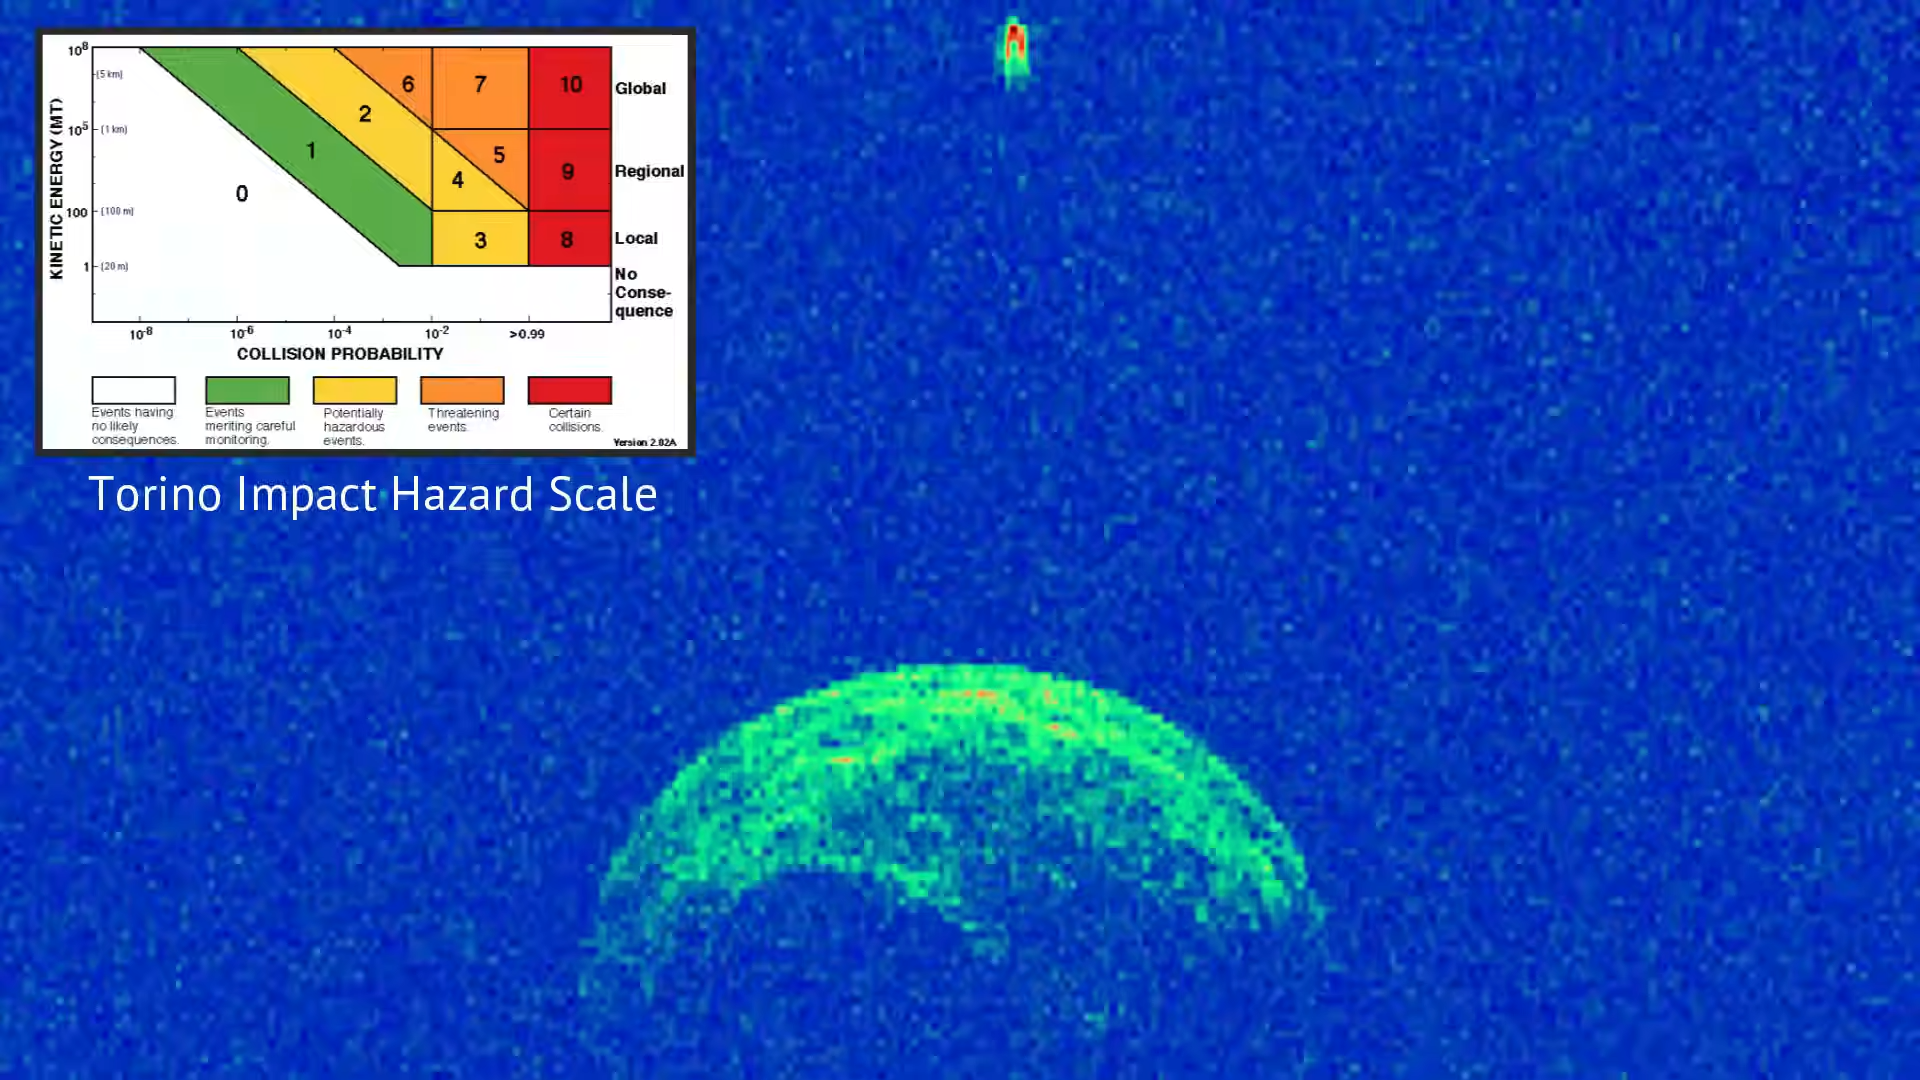 KINETIC ENERGY (MT)
10⁸
(5 km)
10⁵
(1 km)
100
(100 m)
1
(20 m)
0
1
2
6
7
10
5
4
9
3
8
Global
Regional
Local
No
Conse-
quence
10⁻⁸ 10⁻⁶ 10⁻⁴ 10⁻² >0.99
COLLISION PROBABILITY
Events having
no likely
consequences.
Events
meriting careful
monitoring.
Potentially
hazardous
events.
Threatening
events.
Certain
collisions.
Version 2.02A
Torino Impact Hazard Scale